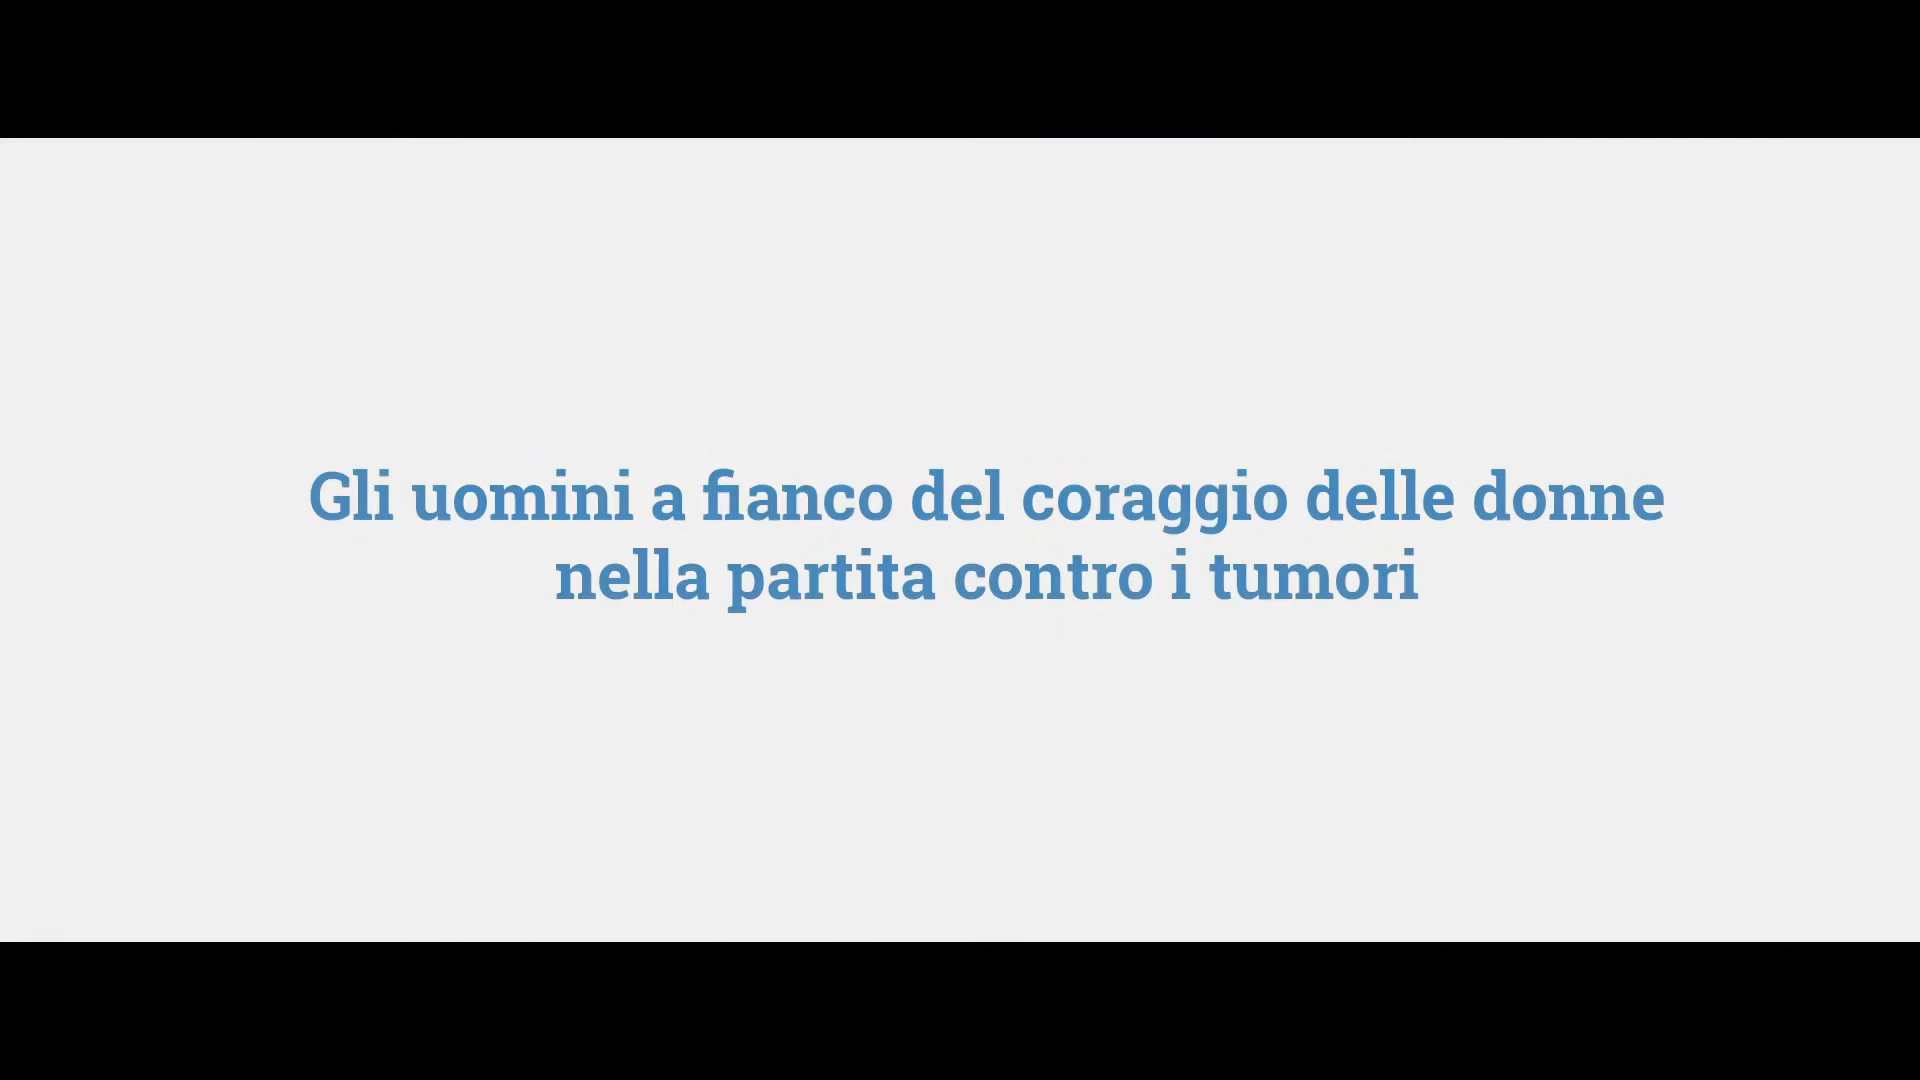 Gli uomini a fianco del coraggio delle donne
nella partita contro i tumori